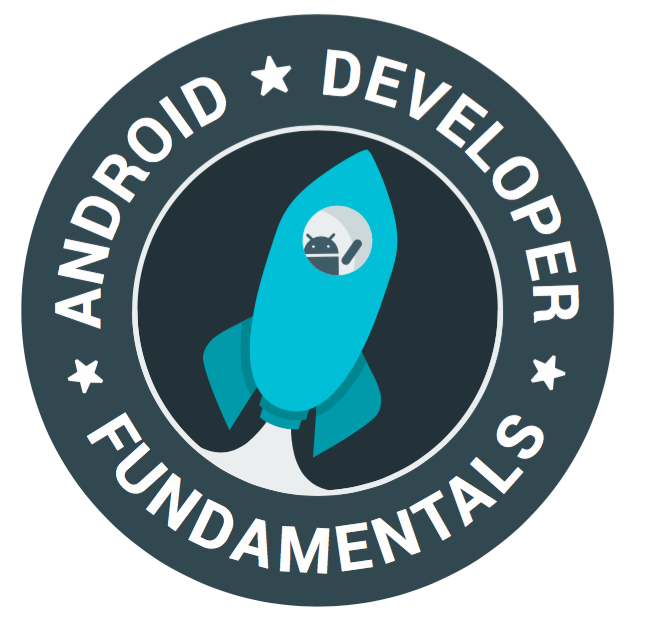 ANDROID ★ DEVELOPER
★ FUNDAMENTALS ★